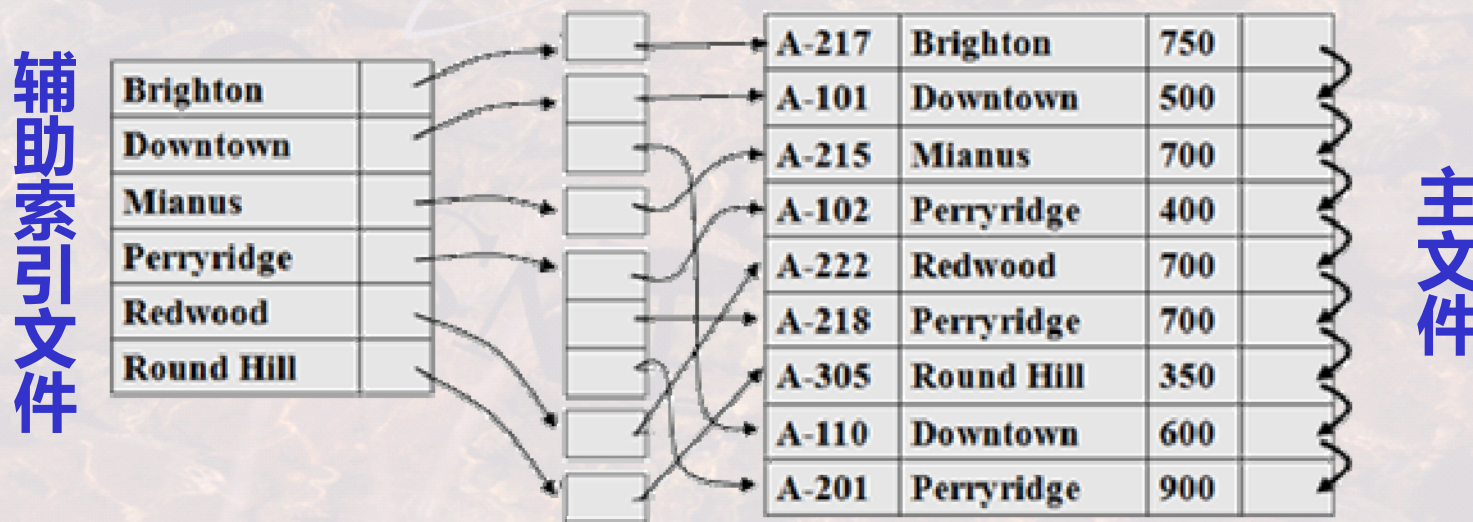 辅助索引文件
Brighton
Downtown
Mianus
Perryridge
Redwood
Round Hill
A-217 Brighton 750
A-101 Downtown 500
A-215 Mianus 700
A-102 Perryridge 400
A-222 Redwood 700
A-218 Perryridge 700
A-305 Round Hill 350
A-110 Downtown 600
A-201 Perryridge 900
主文件